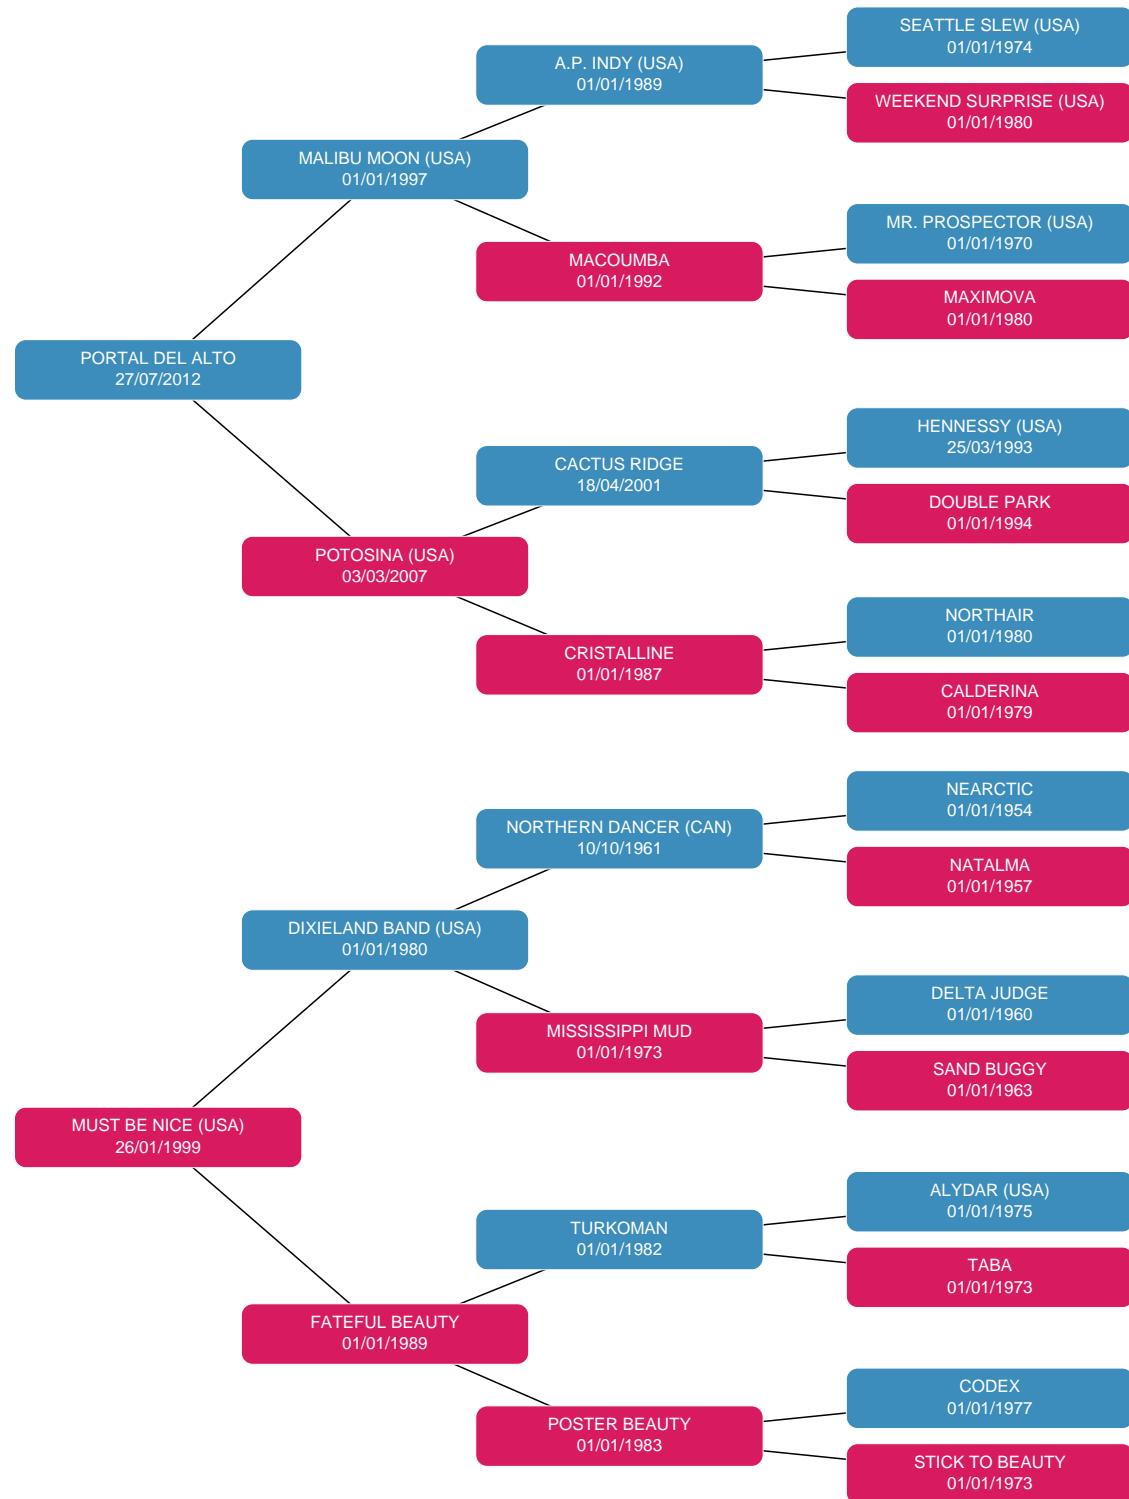 SEATTLE SLEW (USA)
01/01/1974
A.P. INDY (USA)
01/01/1989
WEEKEND SURPRISE (USA)
01/01/1980
MALIBU MOON (USA)
01/01/1997
MR. PROSPECTOR (USA)
01/01/1970
MACOUMBA
01/01/1992
MAXIMOVA
01/01/1980
PORTAL DEL ALTO
27/07/2012
HENNESSY (USA)
25/03/1993
CACTUS RIDGE
18/04/2001
DOUBLE PARK
01/01/1994
POTOSINA (USA)
03/03/2007
NORTHAIR
01/01/1980
CRISTALLINE
01/01/1987
CALDERINA
01/01/1979
NEARCTIC
01/01/1954
NORTHERN DANCER (CAN)
10/10/1961
NATALMA
01/01/1957
DIXIELAND BAND (USA)
01/01/1980
DELTA JUDGE
01/01/1960
MISSISSIPPI MUD
01/01/1973
SAND BUGGY
01/01/1963
MUST BE NICE (USA)
26/01/1999
ALYDAR (USA)
01/01/1975
TURKOMAN
01/01/1982
TABA
01/01/1973
FATEFUL BEAUTY
01/01/1989
CODEX
01/01/1977
POSTER BEAUTY
01/01/1983
STICK TO BEAUTY
01/01/1973